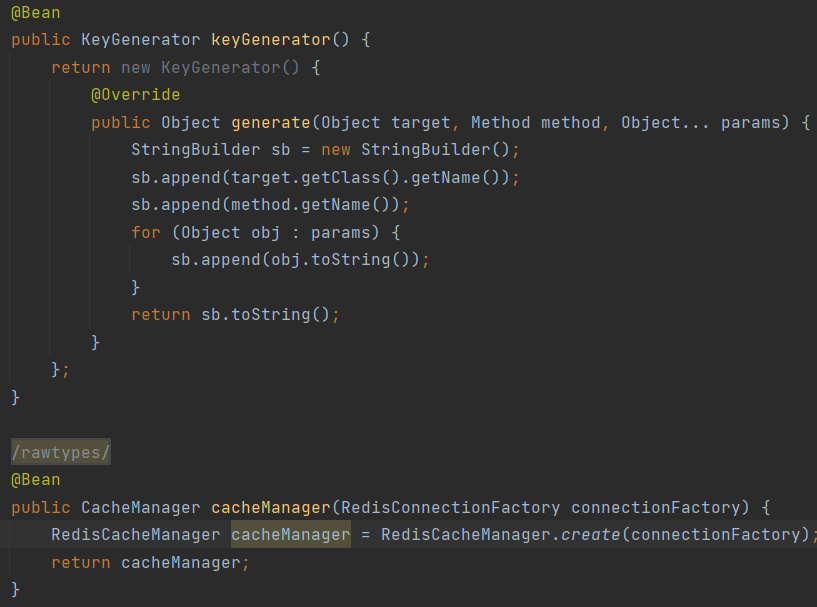 @Bean
public KeyGenerator keyGenerator() {
    return new KeyGenerator() {
        @Override
        public Object generate(Object target, Method method, Object... params) {
            StringBuilder sb = new StringBuilder();
            sb.append(target.getClass().getName());
            sb.append(method.getName());
            for (Object obj : params) {
                sb.append(obj.toString());
            }
            return sb.toString();
        }
    };
}
/rawtypes/
@Bean
public CacheManager cacheManager(RedisConnectionFactory connectionFactory) {
    RedisCacheManager cacheManager = RedisCacheManager.create(connectionFactory);
    return cacheManager;
}